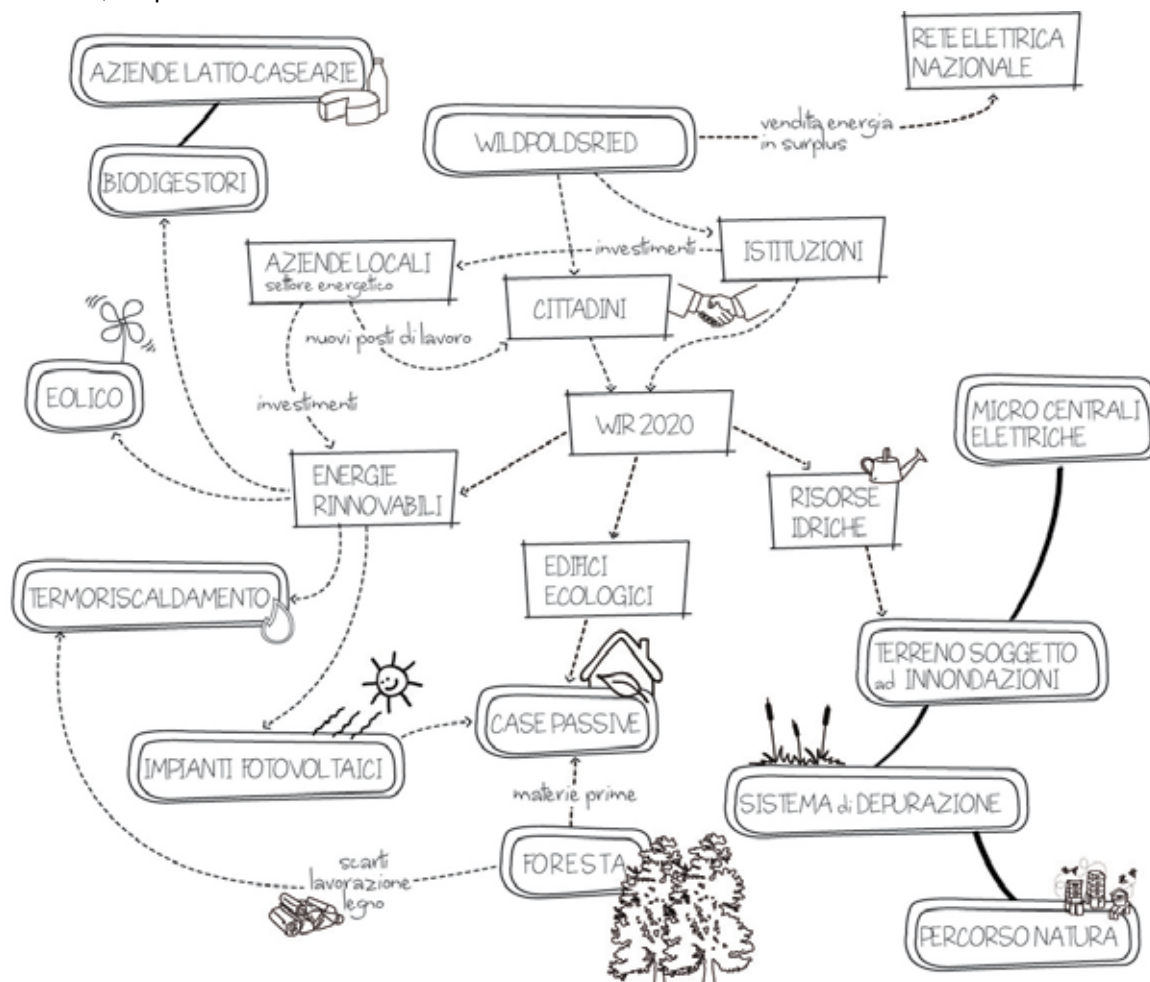 RETE ELETTRICA
NAZIONALE
AZIENDE LATTO-CASEARIE
WILDPOLDSRIED
vendita energia
in surplus
BIODIGESTORI
AZIENDE LOCALI
settore energetico
investimenti
ISTITUZIONI
CITTADINI
nuovi posti di lavoro
EOLICO
investimenti
WIR 2020
MICRO CENTRALI
ELETTRICHE
ENERGIE
RINNOVABILI
RISORSE
IDRICHE
EDIFICI
ECOLOGICI
TERMORISCALDAMENTO
TERRENO SOGGETTO
ad INNONDAZIONI
CASE PASSIVE
IMPIANTI FOTOVOLTAICI
materie prime
SISTEMA di DEPURAZIONE
FORESTA
scarti
lavorazione
legno
PERCORSO NATURA